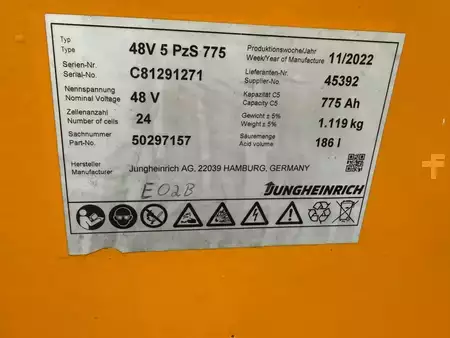 Typ
Type
48V 5 PzS 775
Produktionswoche/Jahr
Week/Year of Manufacture
11/2022
Serien-Nr.
Serial-No.
C81291271
Lieferanten-Nr.
Supplier-No.
45392
Nennspannung
Nominal Voltage
48 V
Kapazität C5
Capacity C5
775 Ah
Zellenanzahl
Number of cells
24
Gewicht ± 5%
Weight ± 5%
1.119 kg
Sachnummer
Part-No.
50297157
Säuremenge
Acid volume
186 l
Hersteller
Manufacturer
Jungheinrich AG, 22039 HAMBURG, GERMANY
E02B
JUNGHEINRICH
Pb